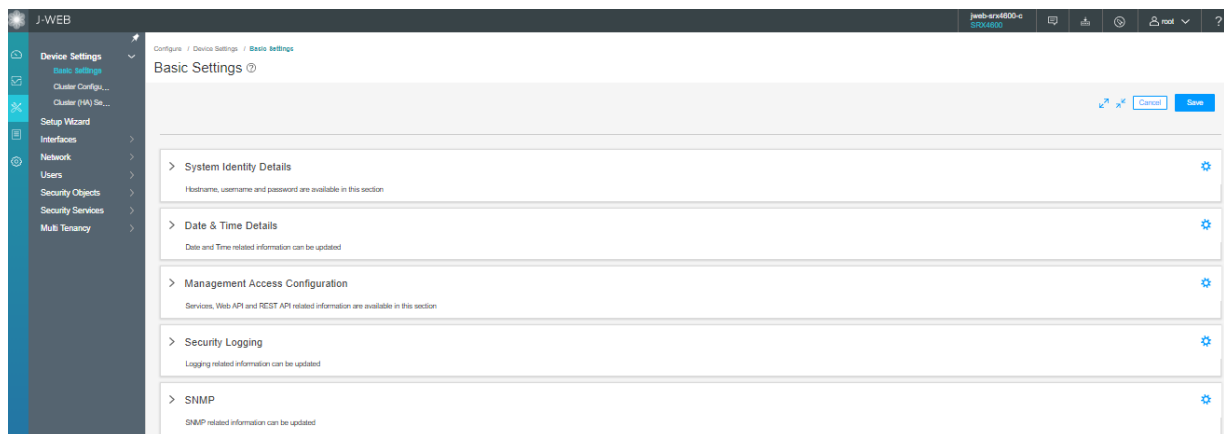 J-WEB
jweb-srx4600-c
SRX4600
root
?
Device Settings
Basic Settings
Cluster Configu...
Cluster (HA) Se...
Setup Wizard
Interfaces
Network
Users
Security Objects
Security Services
Multi Tenancy
Configure / Device Settings / Basic Settings
Basic Settings ?
Cancel
Save
System Identity Details
Hostname, username and password are available in this section
Date & Time Details
Date and Time related information can be updated
Management Access Configuration
Services, Web API and REST API related information are available in this section
Security Logging
Logging related information can be updated
SNMP
SNMP related information can be updated